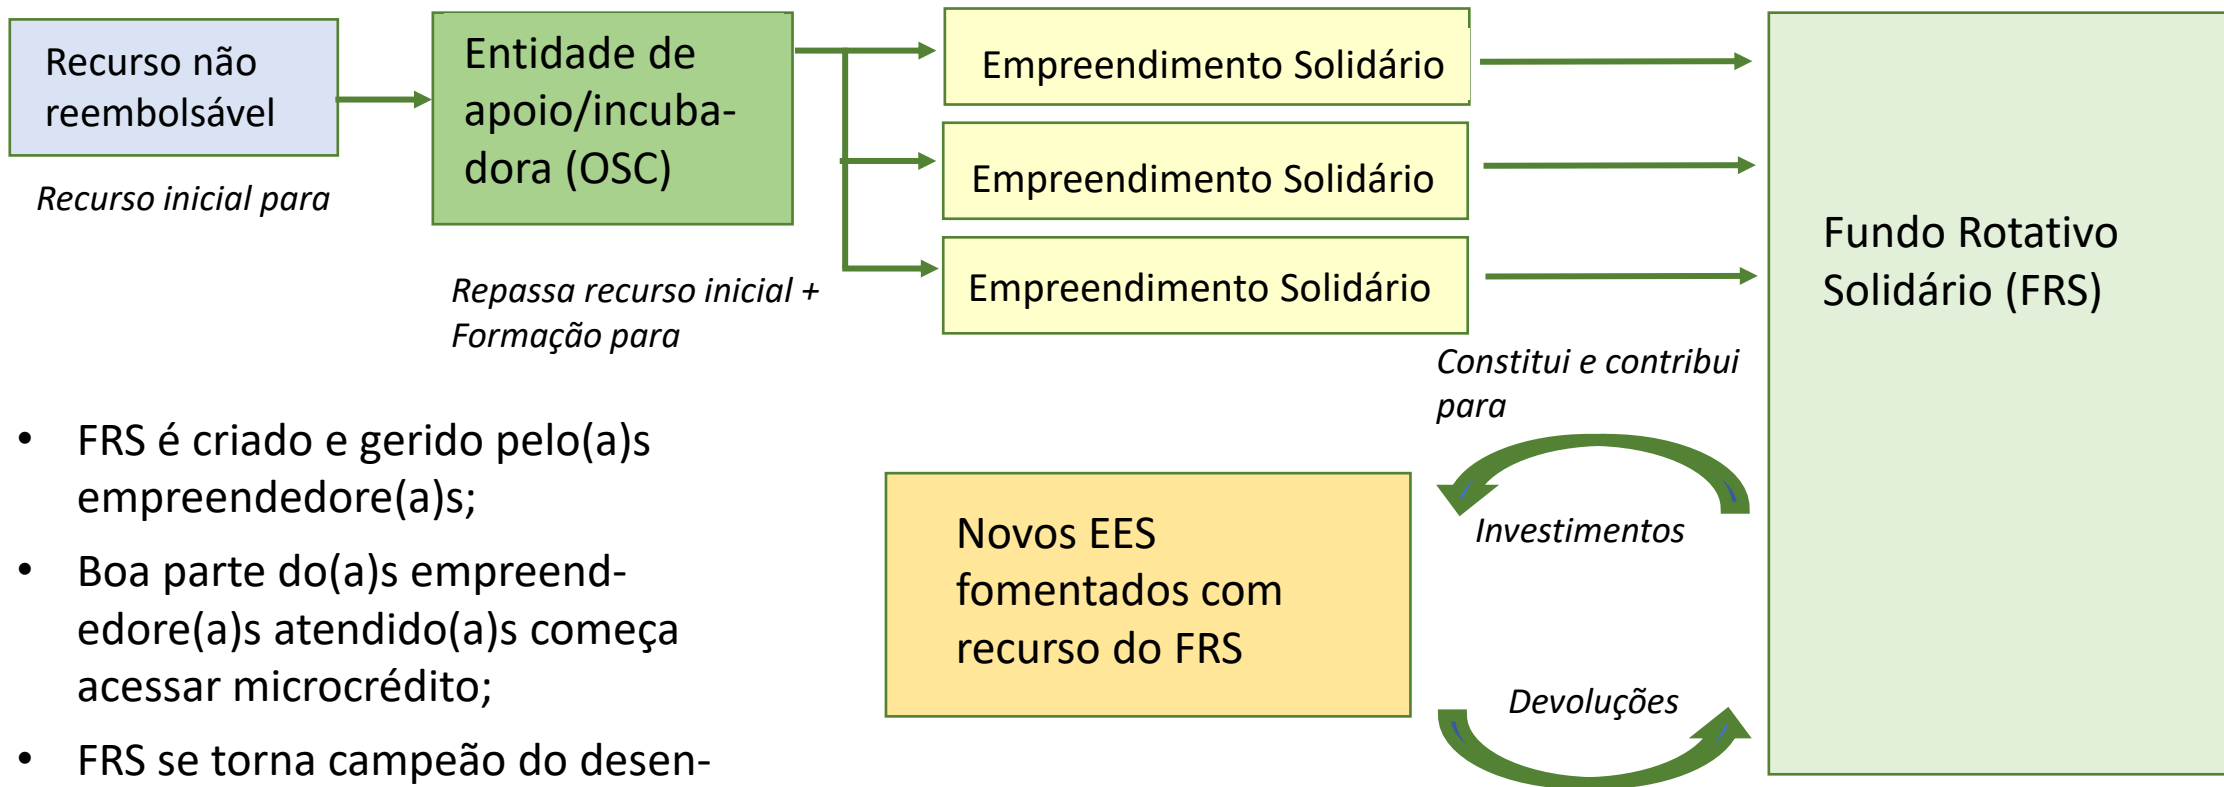 Recurso não
reembolsável
Recurso inicial para
Entidade de
apoio/incuba-
dora (OSC)
Repassa recurso inicial +
Formação para
Empreendimento Solidário
Empreendimento Solidário
Empreendimento Solidário
Constitui e contribui
para
Fundo Rotativo
Solidário (FRS)
Investimentos
Novos EES
fomentados com
recurso do FRS
Devoluções
• FRS é criado e gerido pelo(a)s
empreendedore(a)s;
• Boa parte do(a)s empreend-
edore(a)s atendido(a)s começa
acessar microcrédito;
• FRS se torna campeão do desen-